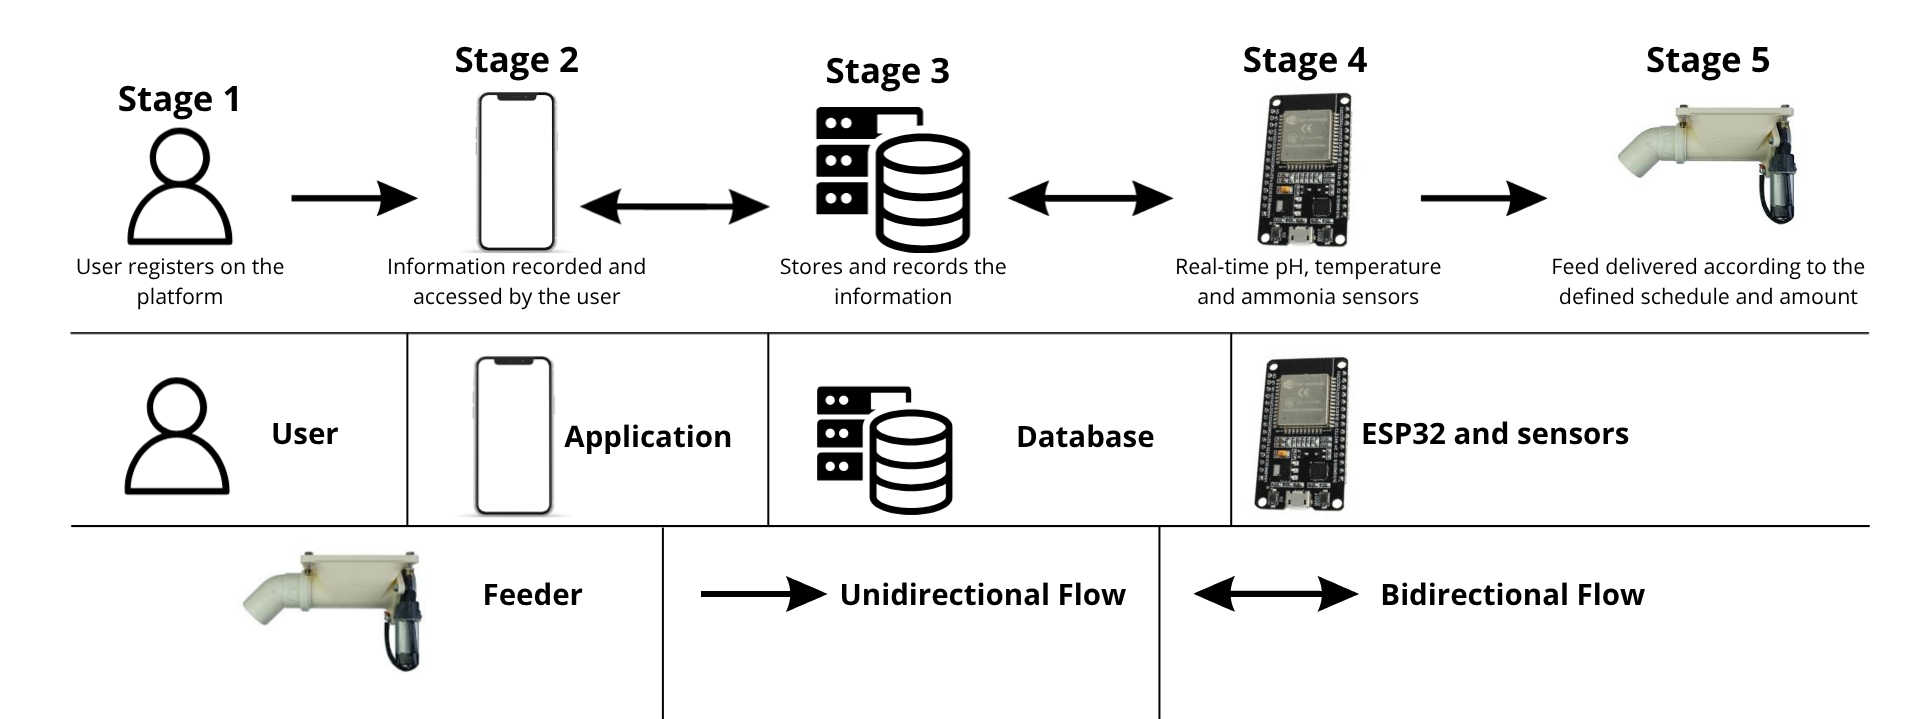 Stage 1
Stage 2
Stage 3
Stage 4
Stage 5
User registers on the
platform
Information recorded and
accessed by the user
Stores and records the
information
Real-time pH, temperature
and ammonia sensors
Feed delivered according to the
defined schedule and amount
User
Application
Database
ESP32 and sensors
Feeder
Unidirectional Flow
Bidirectional Flow